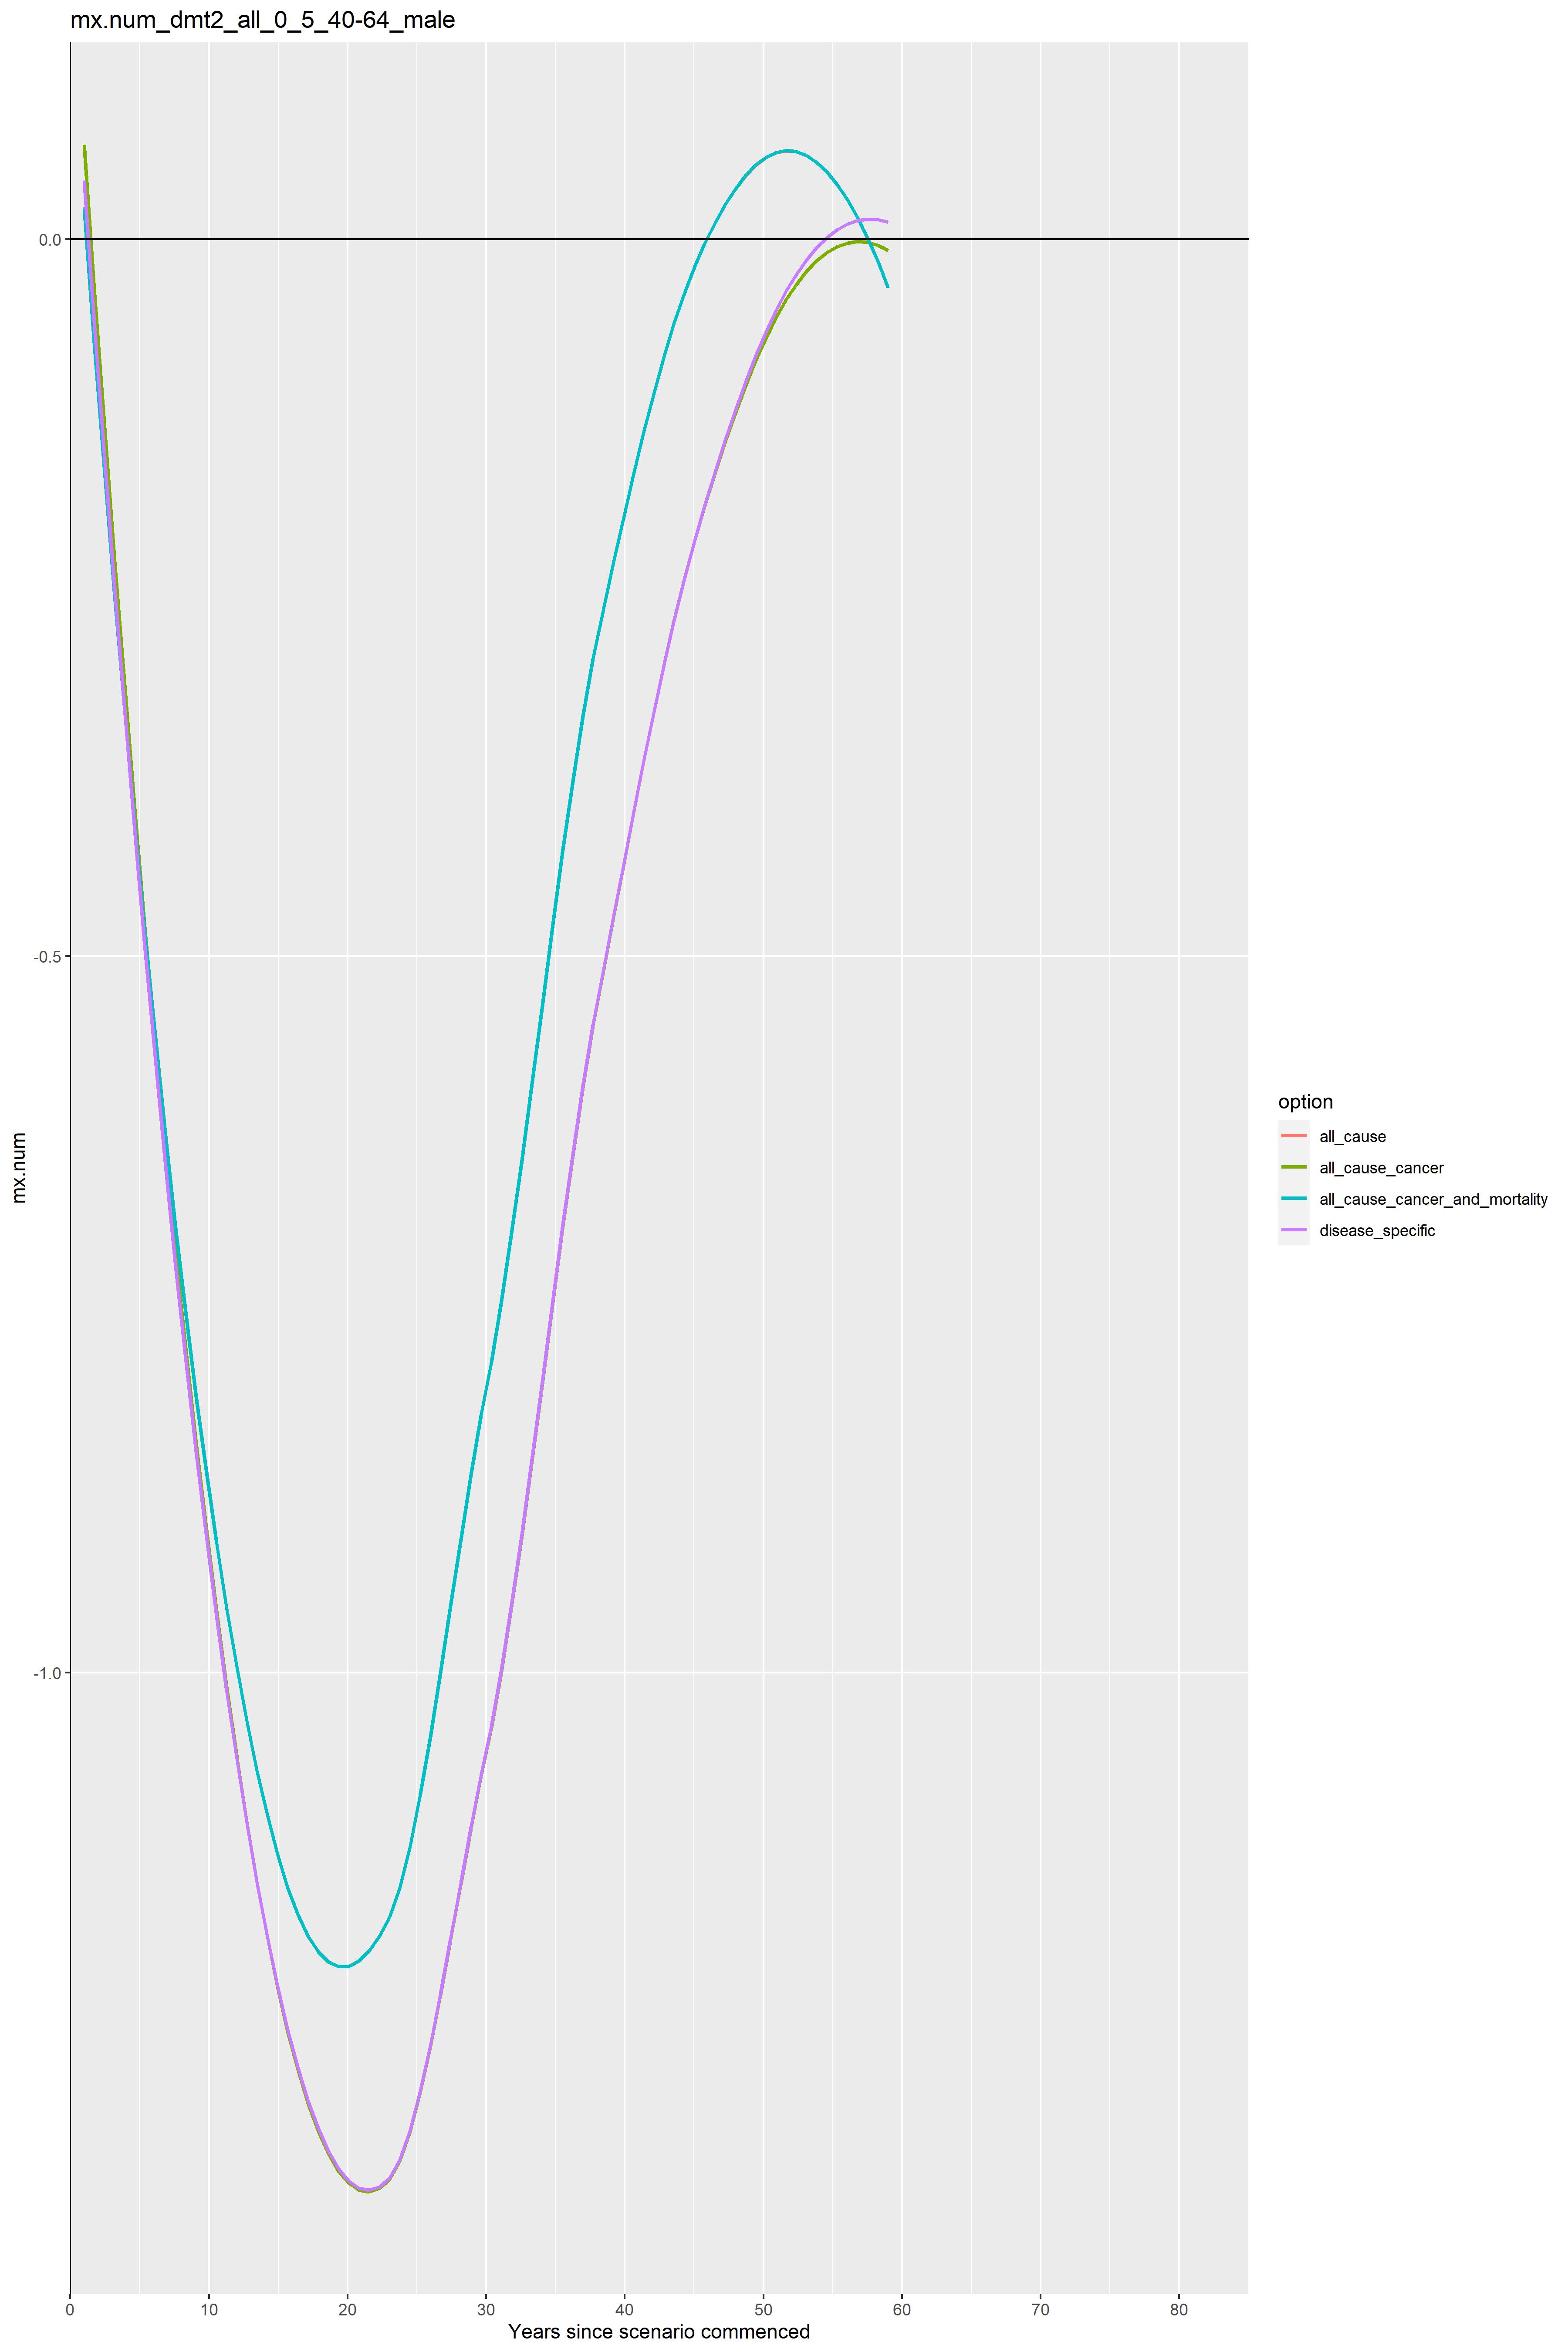 mx.num_dmt2_all_0_5_40-64_male
0.0
-0.5
-1.0
mx.num
0 10 20 30 40 50 60 70 80
Years since scenario commenced
option
all_cause
all_cause_cancer
all_cause_cancer_and_mortality
disease_specific